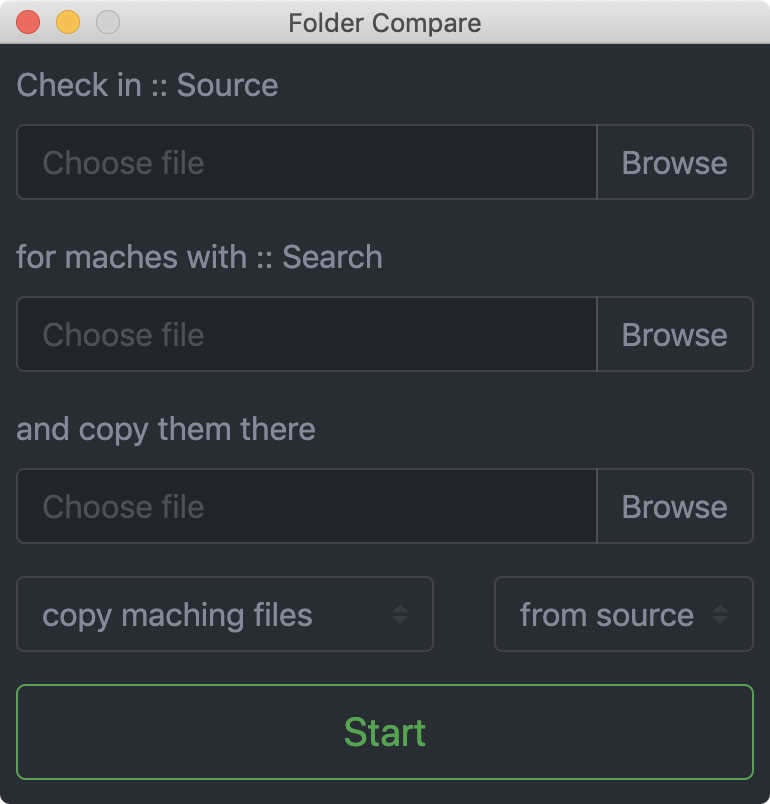 Folder Compare
Check in :: Source
Choose file Browse
for maches with :: Search
Choose file Browse
and copy them there
Choose file Browse
copy maching files from source
Start